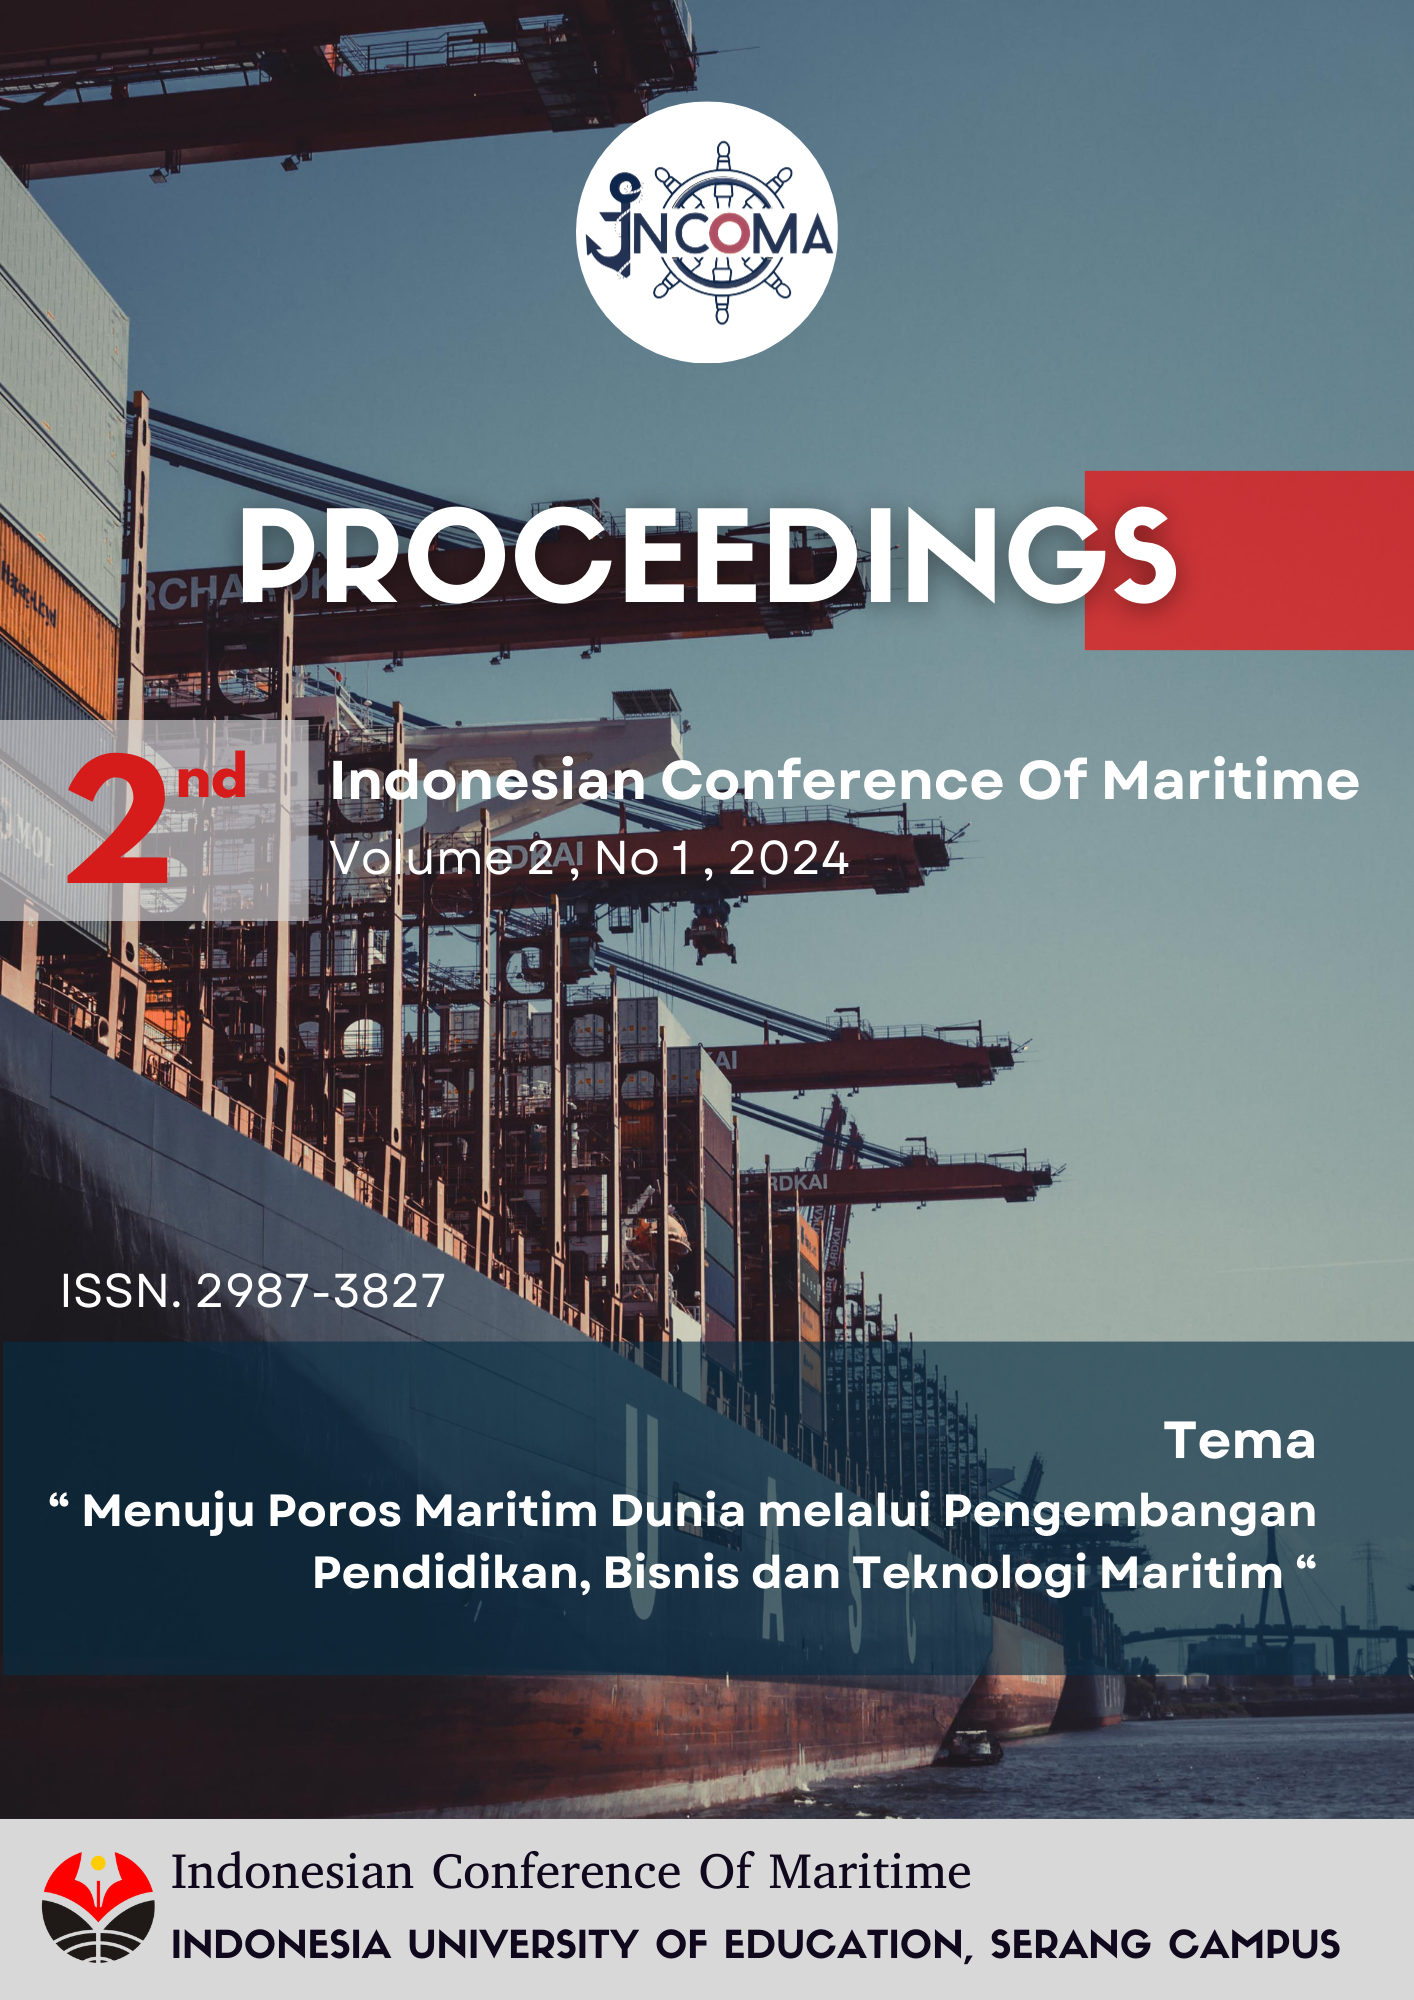 INCOMA
PROCEEDINGS
2nd
Indonesian Conference Of Maritime
Volume 2 , No 1 , 2024
ISSN. 2987-3827
Tema
“ Menuju Poros Maritim Dunia melalui Pengembangan
Pendidikan, Bisnis dan Teknologi Maritim “
UASC
Indonesian Conference Of Maritime
INDONESIA UNIVERSITY OF EDUCATION, SERANG CAMPUS